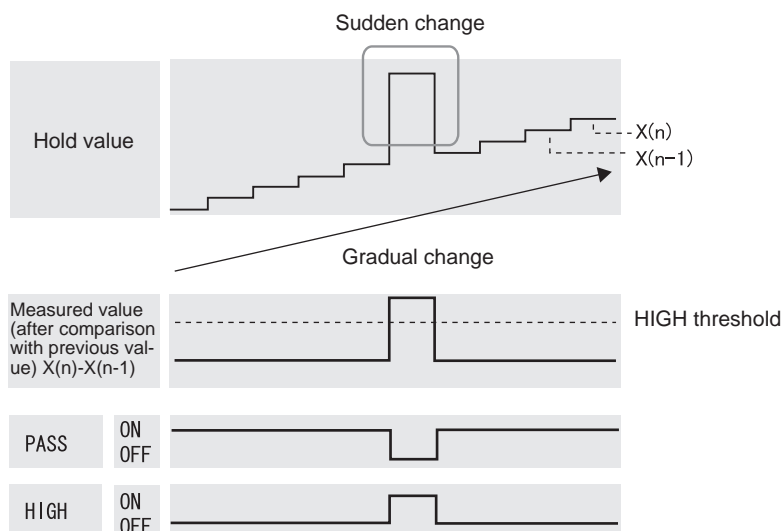 Sudden change
Hold value
X(n)
X(n-1)
Gradual change
Measured value
(after comparison
with previous val-
ue) X(n)-X(n-1)
HIGH threshold
PASS
ON
OFF
HIGH
ON
OFF